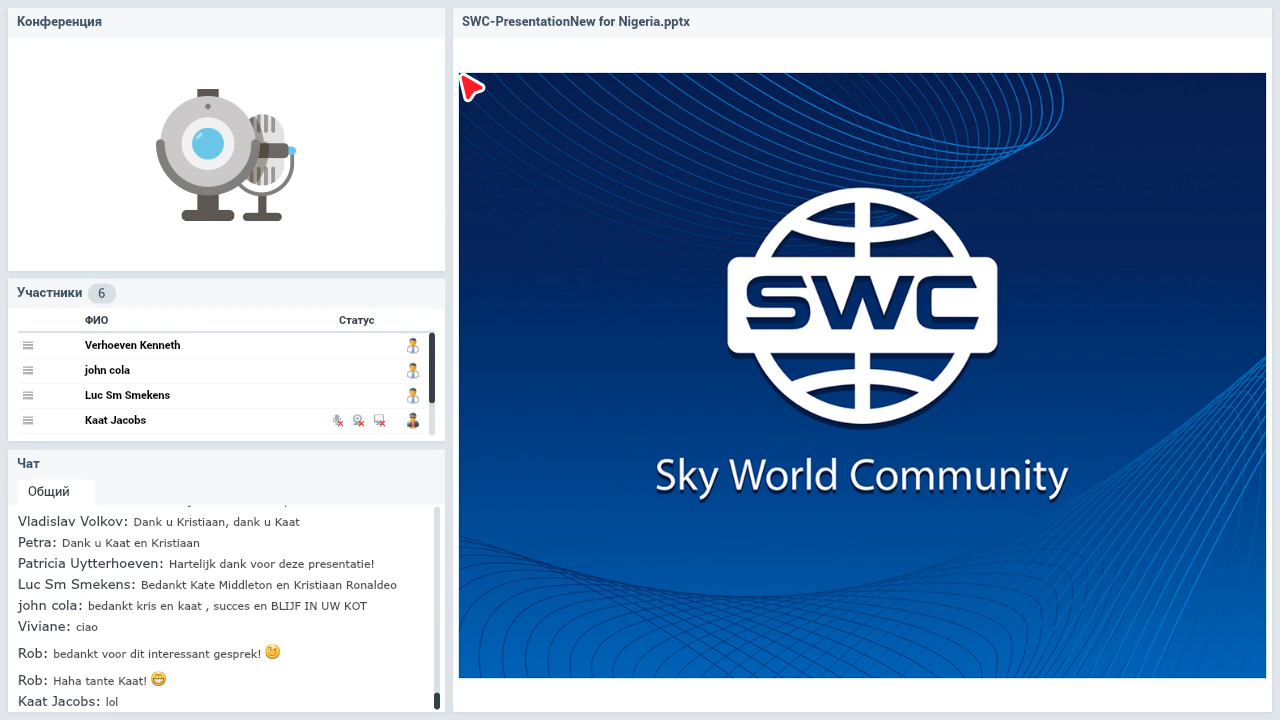 Конференция
Участники 6
ФИО Статус
Verhoeven Kenneth
john cola
Luc Sm Smekens
Kaat Jacobs
Чат
Общий
Vladislav Volkov: Dank u Kristiaan, dank u Kaat
Petra: Dank u Kaat en Kristiaan
Patricia Uytterhoeven: Hartelijk dank voor deze presentatie!
Luc Sm Smekens: Bedankt Kate Middleton en Kristiaan Ronaldeo
john cola: bedankt kris en kaat , succes en BLIJF IN UW KOT
Viviane: ciao
Rob: bedankt voor dit interessant gesprek!
Rob: Haha tante Kaat!
Kaat Jacobs: lol
SWC-PresentationNew for Nigeria.pptx
SWC
Sky World Community